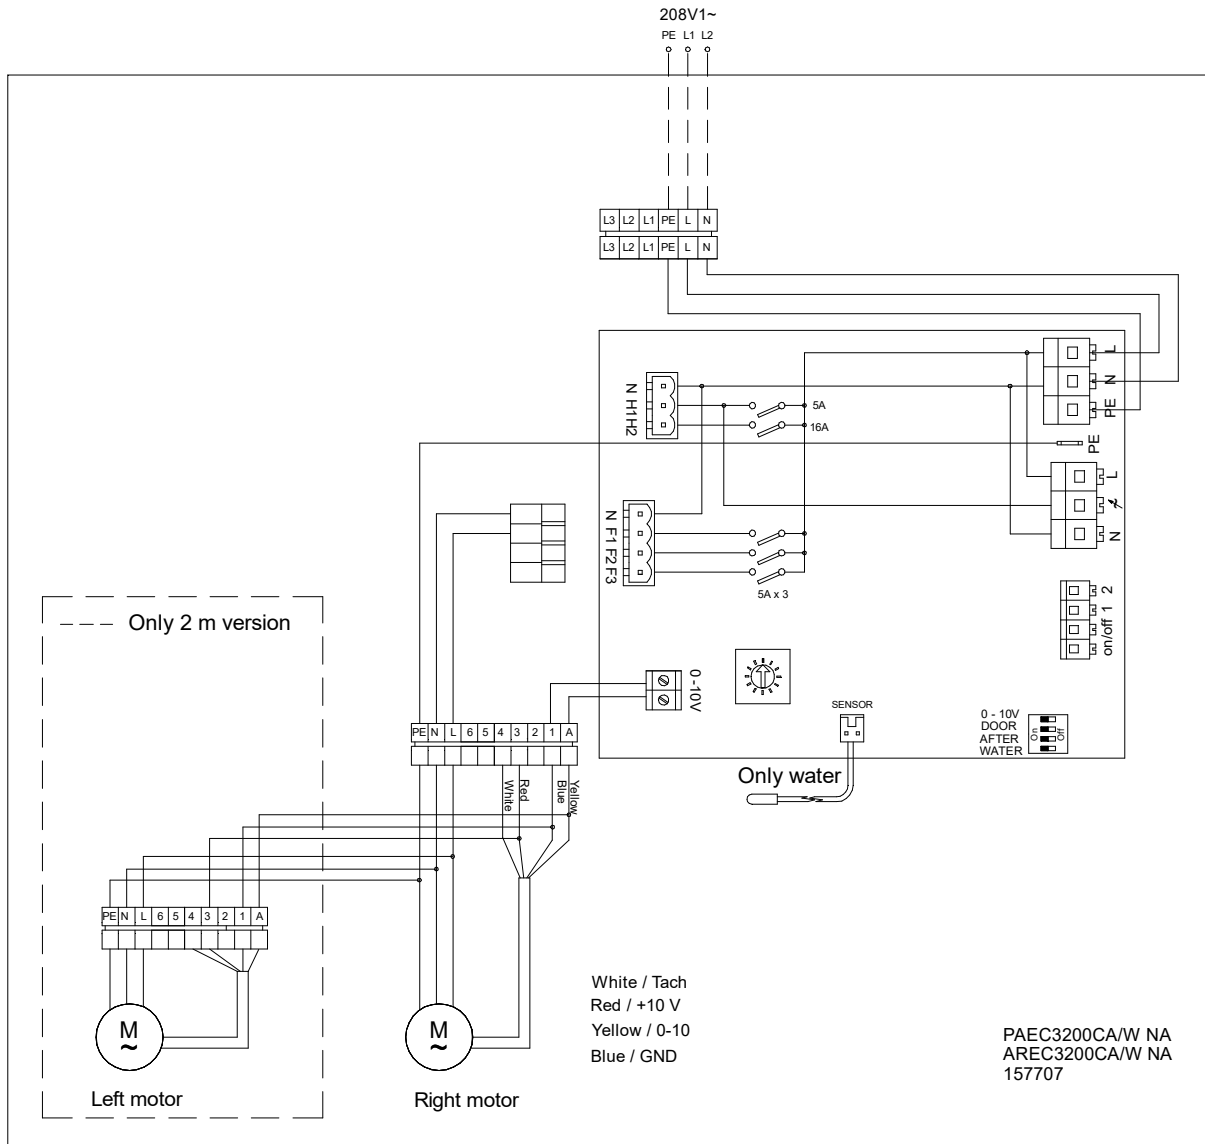 208V1~
PE L1 L2
L3 L2 L1 PE L N
L3 L2 L1 PE L N
L
N
PE
N H1H2
5A
16A
PE
L
N
N F1 F2 F3
5A x 3
on/off 1 2
Only 2 m version
0-10V
SENSOR
0 - 10V
DOOR
AFTER
WATER
On
Off
PE N L 6 5 4 3 2 1 A
Only water
White
Red
Blue
Yellow
PE N L 6 5 4 3 2 1 A
White / Tach
Red / +10 V
Yellow / 0-10
Blue / GND
M
~
M
~
PAEC3200CA/W NA
AREC3200CA/W NA
157707
Left motor
Right motor